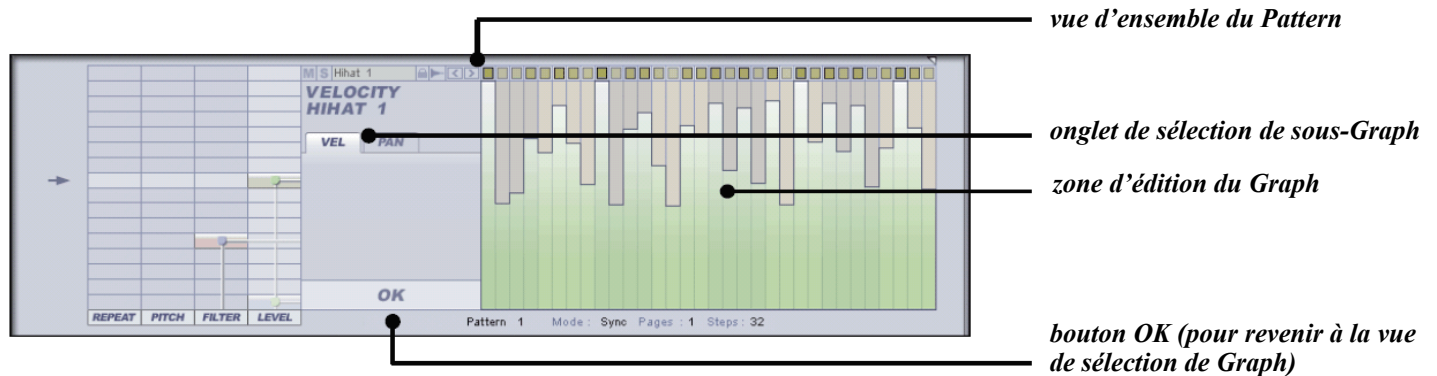 vue d’ensemble du Pattern
M S Hihat 1
VELOCITY
HIHAT 1
onglet de sélection de sous-Graph
VEL PAN
zone d’édition du Graph
OK
REPEAT PITCH FILTER LEVEL
Pattern 1 Mode : Sync Pages : 1 Steps : 32
bouton OK (pour revenir à la vue
de sélection de Graph)